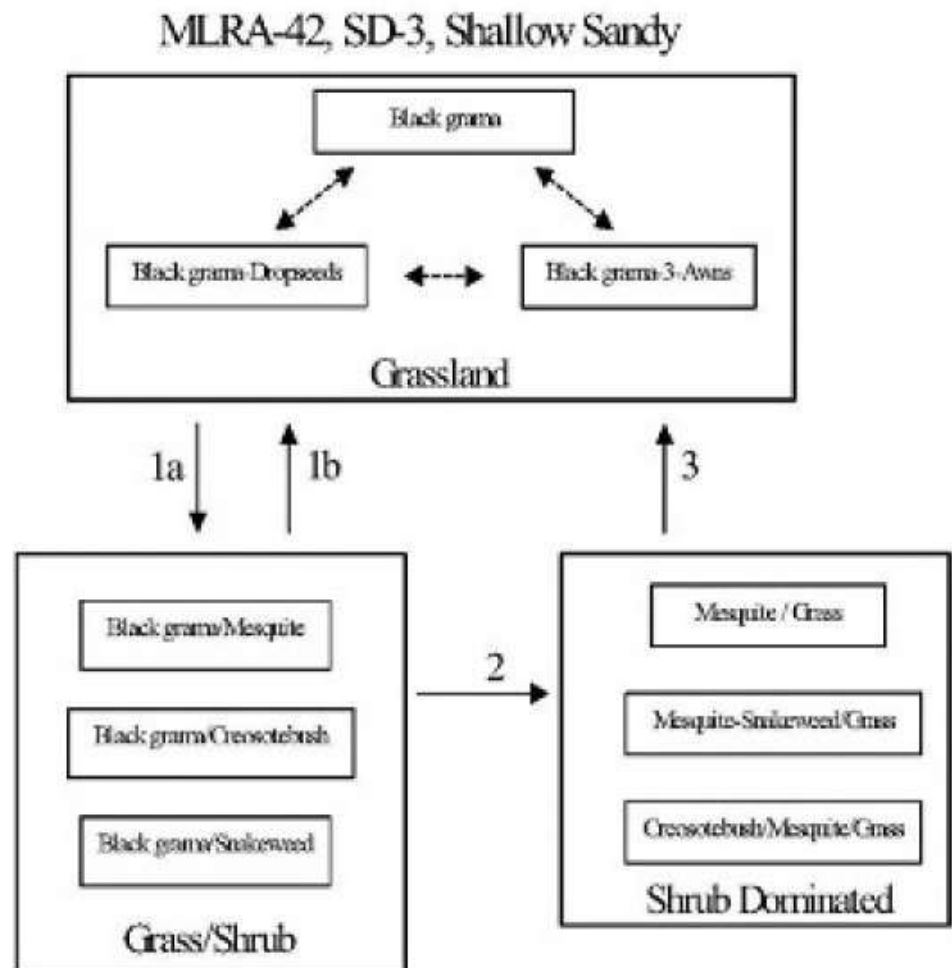 MLRA-42, SD-3, Shallow Sandy
Black grama
Black grama-Dropseeds
Black grama-3-Awns
Grassland
1a
1b
3
Black grama/Mesquite
Black grama/Creosotebush
Black grama/Snakeweed
Grass/Shrub
2
Mesquite / Grass
Mesquite-Snakeweed/Grass
Creosotebush/Mesquite/Grass
Shrub Dominated